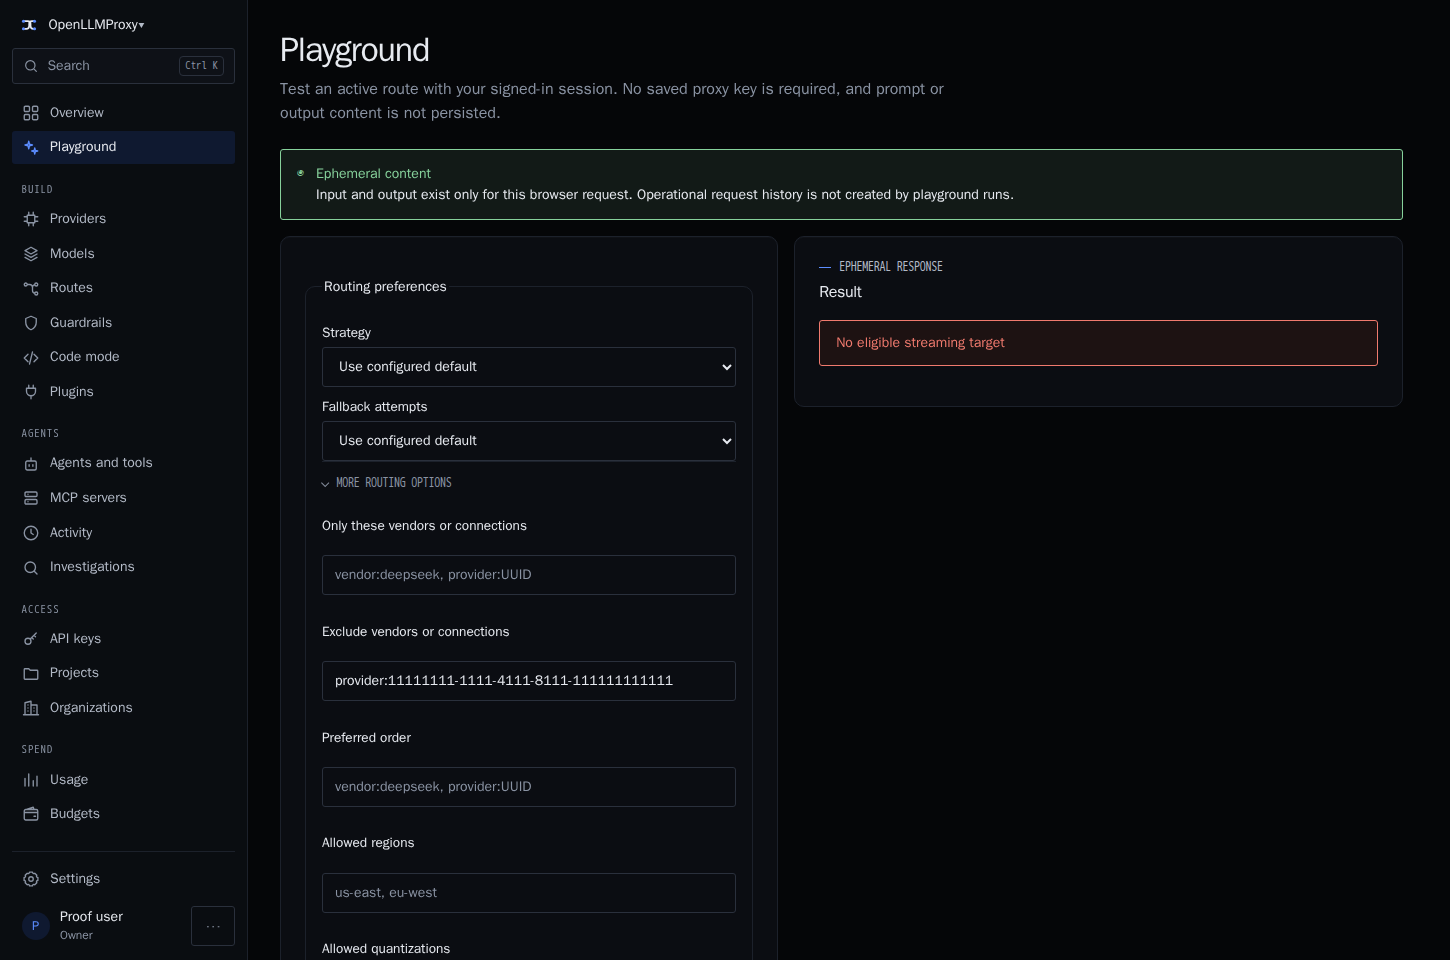 OpenLLMProxy▾
Search
Ctrl K
Overview
Playground
BUILD
Providers
Models
Routes
Guardrails
Code mode
Plugins
AGENTS
Agents and tools
MCP servers
Activity
Investigations
ACCESS
API keys
Projects
Organizations
SPEND
Usage
Budgets
Settings
P
Proof user
Owner
...
Playground
Test an active route with your signed-in session. No saved proxy key is required, and prompt or
output content is not persisted.
Ephemeral content
Input and output exist only for this browser request. Operational request history is not created by playground runs.
Routing preferences
Strategy
Use configured default
Fallback attempts
Use configured default
MORE ROUTING OPTIONS
Only these vendors or connections
vendor:deepseek, provider:UUID
Exclude vendors or connections
provider:11111111-1111-4111-8111-111111111111
Preferred order
vendor:deepseek, provider:UUID
Allowed regions
us-east, eu-west
Allowed quantizations
— EPHEMERAL RESPONSE
Result
No eligible streaming target